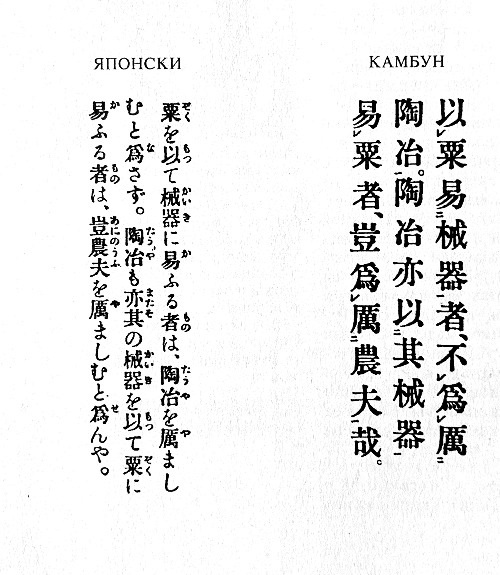 ЯПОНСКИ
粟を以て械器に易ふる者は、陶冶を厲まし
むと爲さず。陶冶も亦其の械器を以て粟に
易ふる者は、豈農夫を厲ましむと爲んや。
КАМБУН
以粟易械器者、不爲厲
陶冶。陶冶亦以其械器
易粟者、豈爲厲農夫哉。